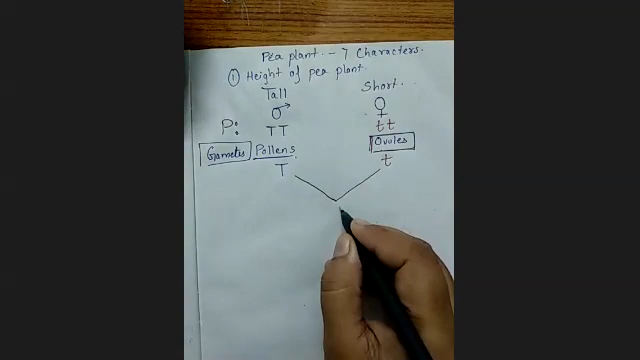 Pea plant. - 7 Characters.
① Height of pea plant
Tall Short..
♂ ♀
P: TT tt
Gametes Pollens Ovules
T t